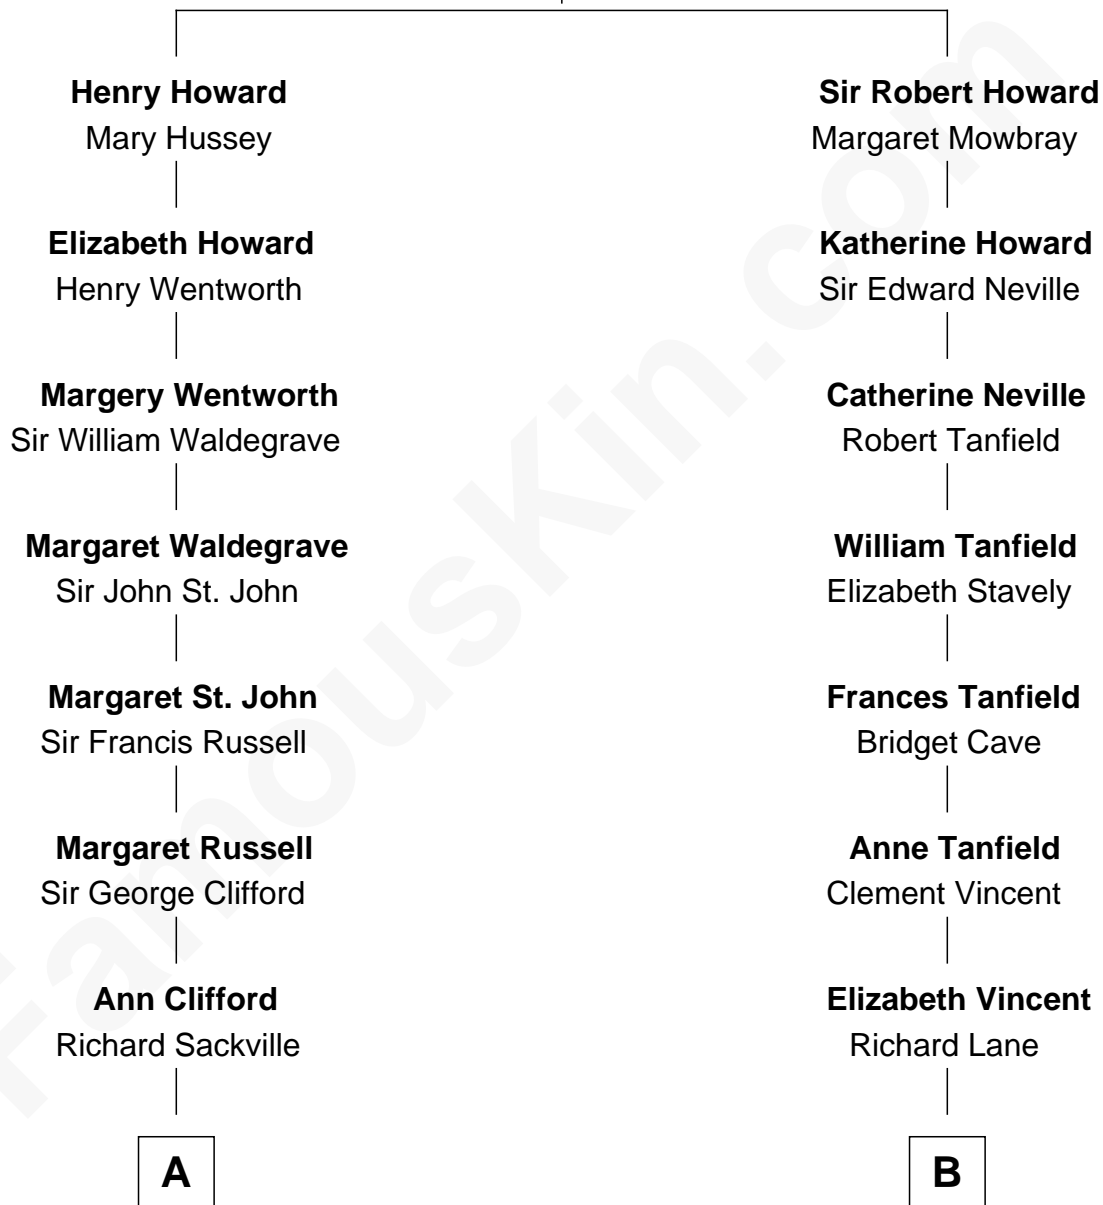 Henry Howard
Mary Hussey
Elizabeth Howard
Henry Wentworth
Margery Wentworth
Sir William Waldegrave
Margaret Waldegrave
Sir John St. John
Margaret St. John
Sir Francis Russell
Margaret Russell
Sir George Clifford
Ann Clifford
Richard Sackville
A
Sir Robert Howard
Margaret Mowbray
Katherine Howard
Sir Edward Neville
Catherine Neville
Robert Tanfield
William Tanfield
Elizabeth Stavely
Frances Tanfield
Bridget Cave
Anne Tanfield
Clement Vincent
Elizabeth Vincent
Richard Lane
B
FamousKin.com